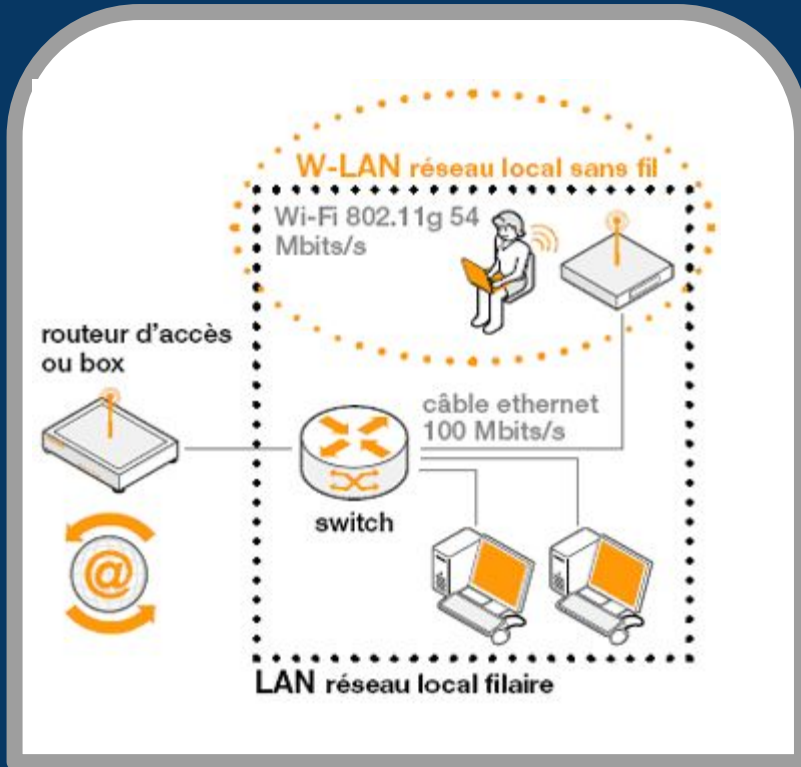 W-LAN réseau local sans fil
Wi-Fi 802.11g 54
Mbits/s
routeur d'accès
ou box
câble ethernet
100 Mbits/s
switch
@
LAN réseau local filaire